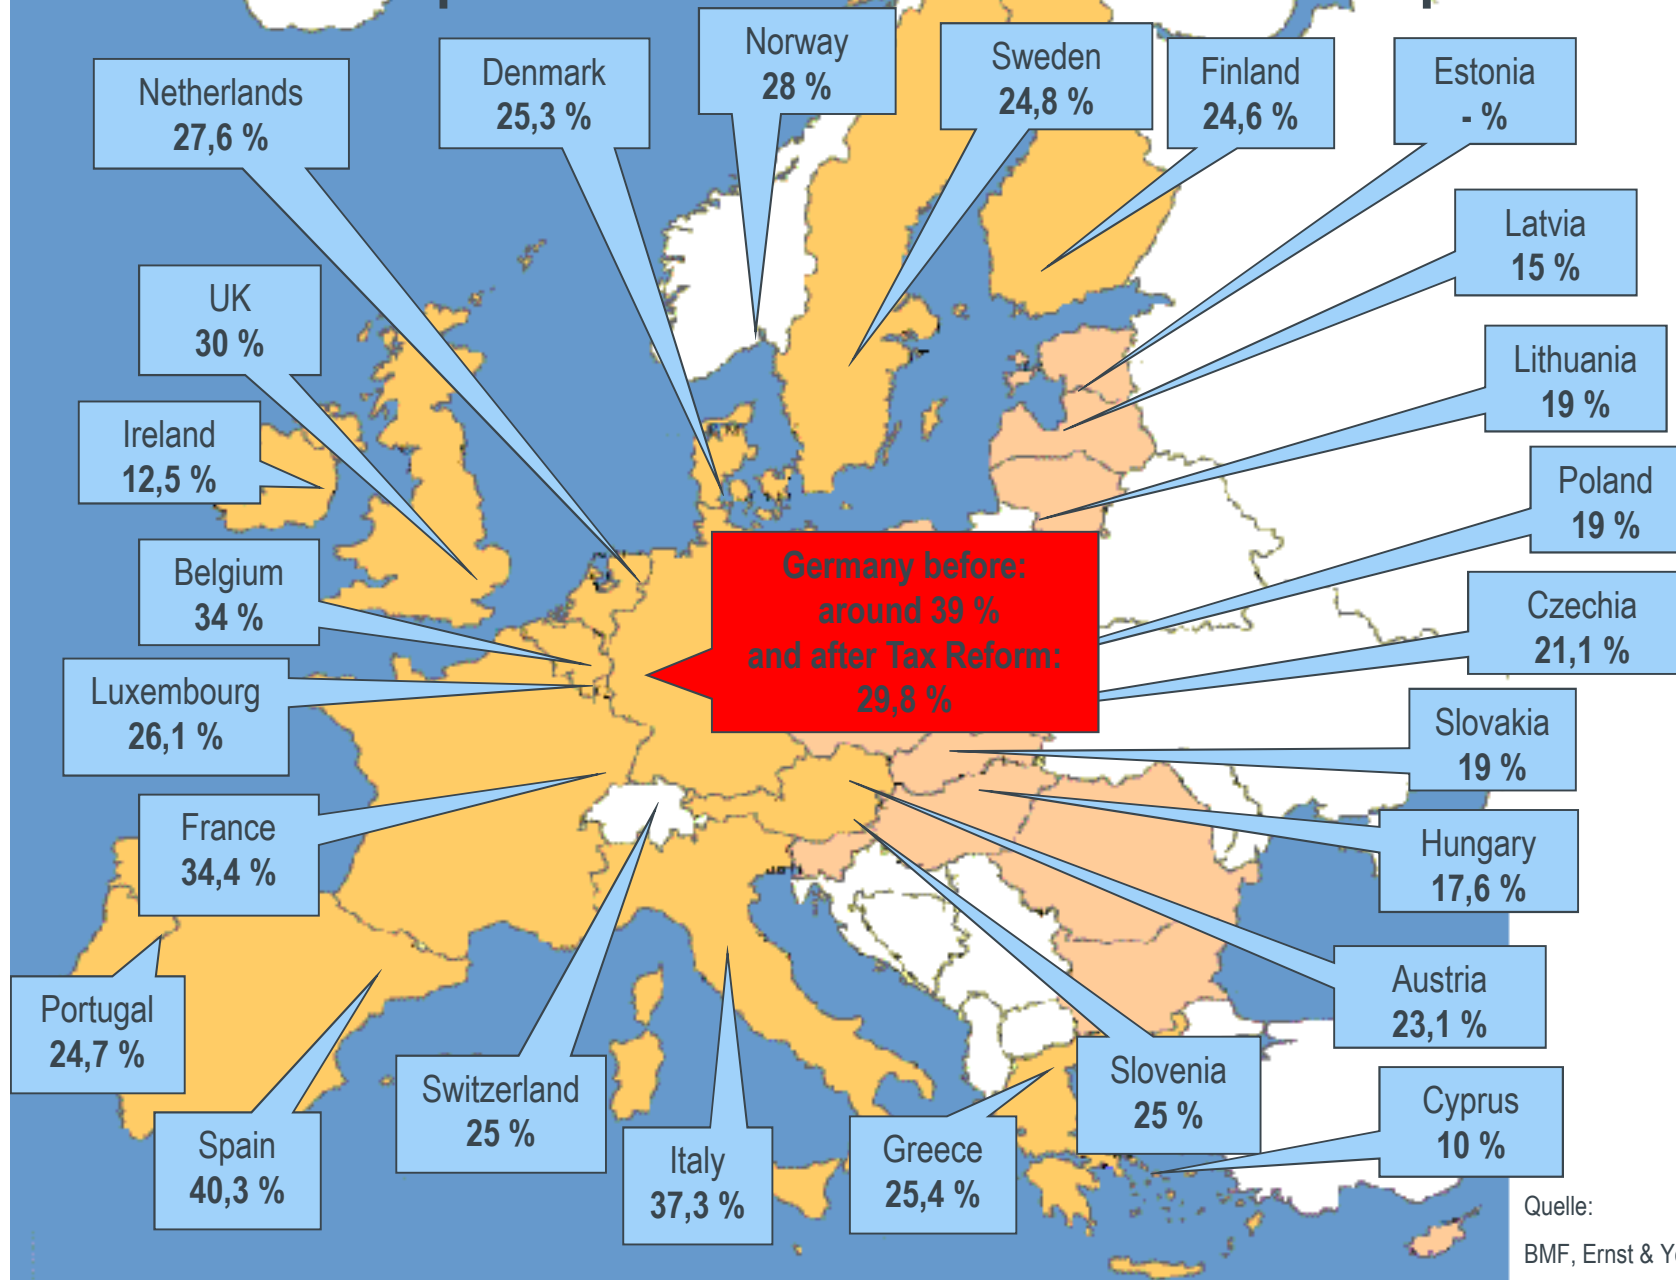 Norway
28 %
Denmark
25,3 %
Sweden
24,8 %
Finland
24,6 %
Estonia
- %
Netherlands
27,6 %
Latvia
15 %
UK
30 %
Lithuania
19 %
Ireland
12,5 %
Poland
19 %
Belgium
34 %
Germany before:
around 39 %
and after Tax Reform:
29,8 %
Czechia
21,1 %
Luxembourg
26,1 %
Slovakia
19 %
France
34,4 %
Hungary
17,6 %
Portugal
24,7 %
Austria
23,1 %
Switzerland
25 %
Slovenia
25 %
Spain
40,3 %
Italy
37,3 %
Greece
25,4 %
Cyprus
10 %
Quelle:
BMF, Ernst &